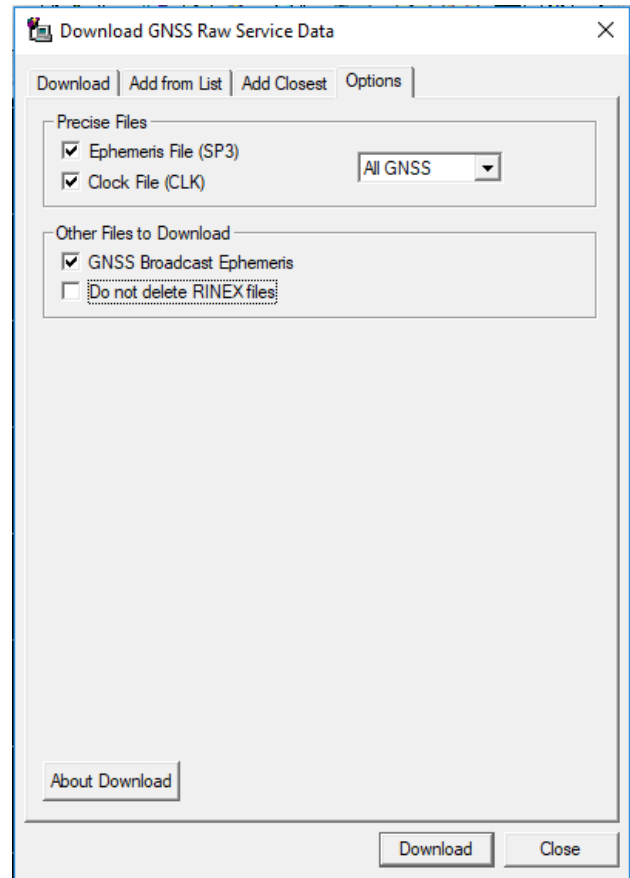 Download GNSS Raw Service Data
Download Add from List Add Closest Options
Precise Files
Ephemeris File (SP3)
All GNSS
Clock File (CLK)
Other Files to Download
GNSS Broadcast Ephemeris
Do not delete RINEX files
About Download
Download Close